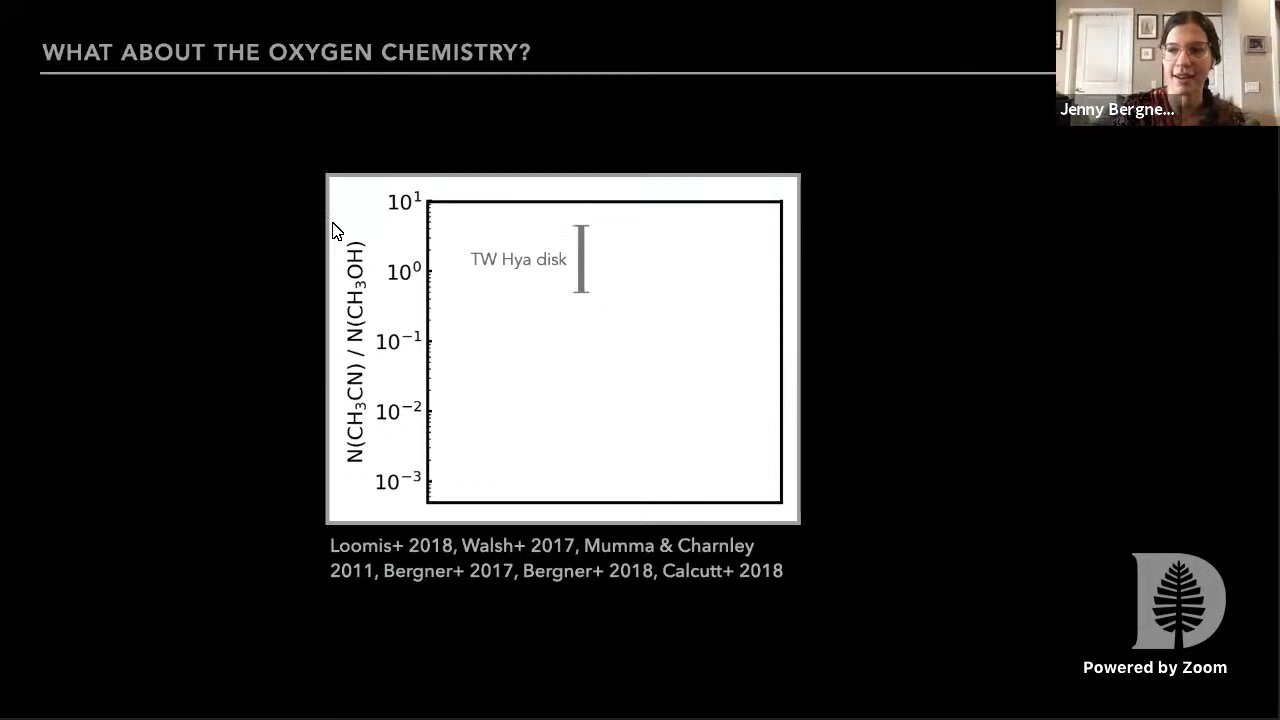 WHAT ABOUT THE OXYGEN CHEMISTRY?
Jenny Bergne...
10¹
TW Hya disk
10⁰
10⁻¹
10⁻²
10⁻³
N(CH₃CN) / N(CH₃OH)
Loomis+ 2018, Walsh+ 2017, Mumma & Charnley
2011, Bergner+ 2017, Bergner+ 2018, Calcutt+ 2018
D
Powered by Zoom